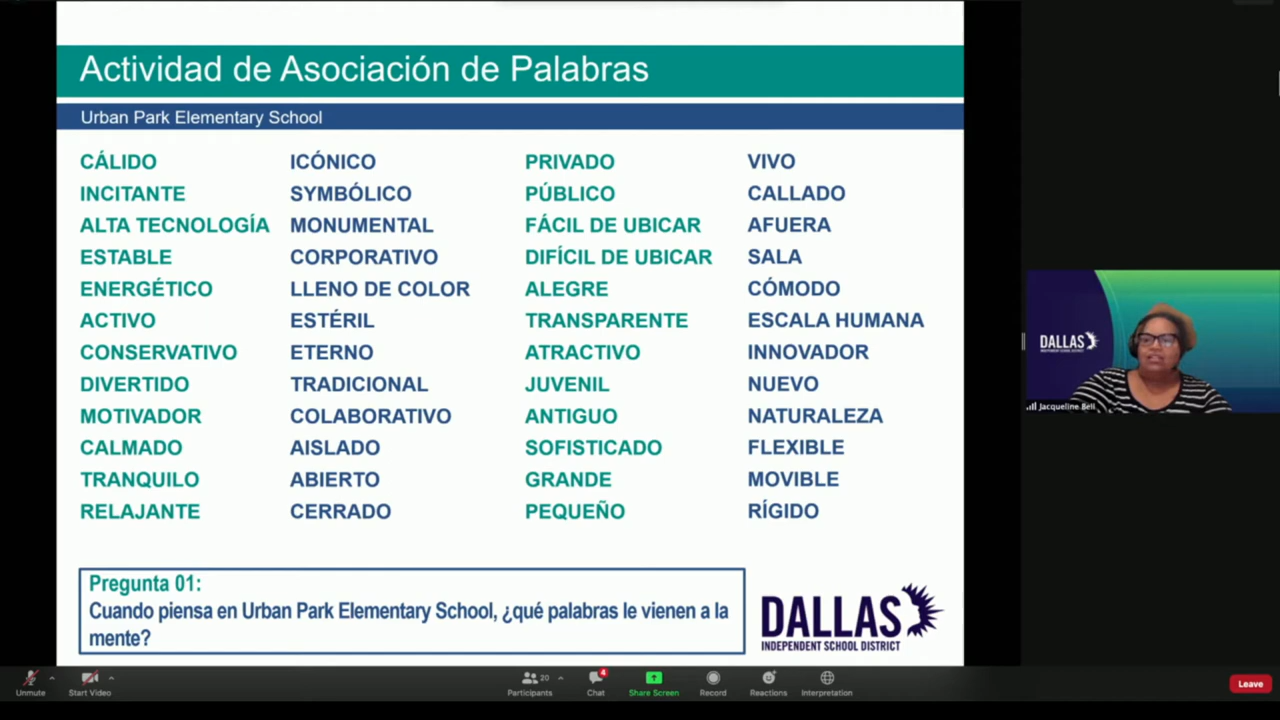 Actividad de Asociación de Palabras
Urban Park Elementary School
CÁLIDO ICÓNICO PRIVADO VIVO
INCITANTE SYMBÓLICO PÚBLICO CALLADO
ALTA TECNOLOGÍA MONUMENTAL FÁCIL DE UBICAR AFUERA
ESTABLE CORPORATIVO DIFÍCIL DE UBICAR SALA
ENERGÉTICO LLENO DE COLOR ALEGRE CÓMODO
ACTIVO ESTÉRIL TRANSPARENTE ESCALA HUMANA
CONSERVATIVO ETERNO ATRACTIVO INNOVADOR
DIVERTIDO TRADICIONAL JUVENIL NUEVO
MOTIVADOR COLABORATIVO ANTIGUO NATURALEZA
CALMADO AISLADO SOFISTICADO FLEXIBLE
TRANQUILO ABIERTO GRANDE MOVIBLE
RELAJANTE CERRADO PEQUEÑO RÍGIDO
Pregunta 01:
Cuando piensa en Urban Park Elementary School, ¿qué palabras le vienen a la
mente?
DALLAS
INDEPENDENT SCHOOL DISTRICT
DALLAS
INDEPENDENT SCHOOL DISTRICT
Jacqueline Bell
Unmute Start Video Participants 20 Chat 4 Share Screen Record Reactions Interpretation Leave